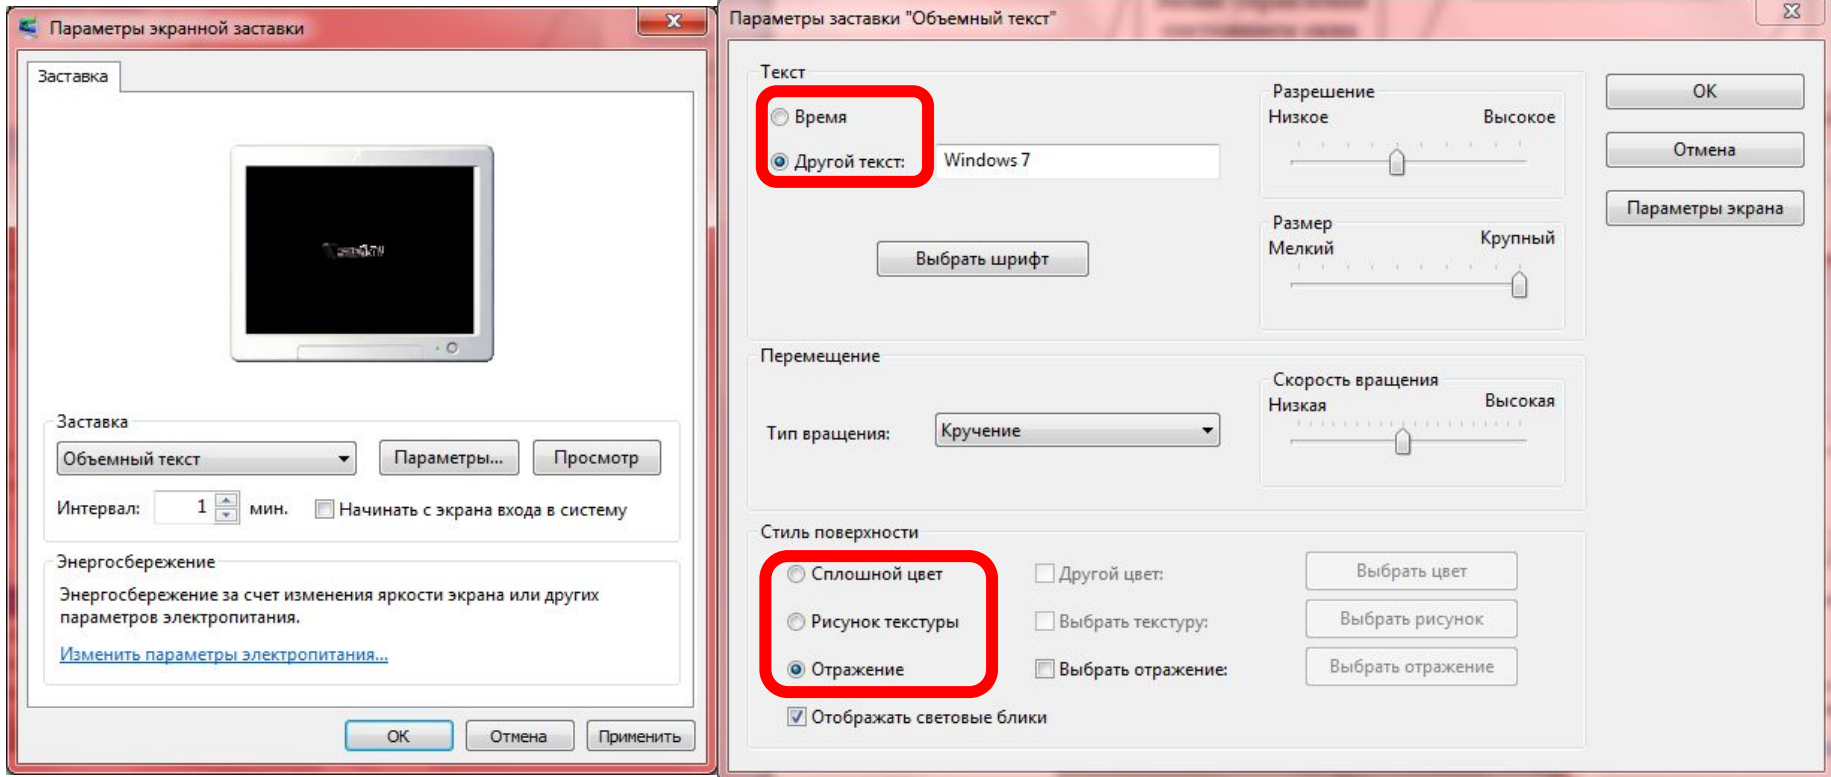 Параметры экранной заставки
Заставка
Заставка
Объемный текст
Параметры...
Просмотр
Интервал:
1
мин.
Начинать с экрана входа в систему
Энергосбережение
Энергосбережение за счет изменения яркости экрана или других
параметров электропитания.
Изменить параметры электропитания...
OK
Отмена
Применить
Параметры заставки "Объемный текст"
Текст
Время
Другой текст:
Windows 7
Выбрать шрифт
Разрешение
Низкое
Высокое
Размер
Мелкий
Крупный
OK
Отмена
Параметры экрана
Перемещение
Тип вращения:
Кручение
Скорость вращения
Низкая
Высокая
Стиль поверхности
Сплошной цвет
Другой цвет:
Выбрать цвет
Рисунок текстуры
Выбрать текстуру:
Выбрать рисунок
Отражение
Выбрать отражение:
Выбрать отражение
Отображать световые блики